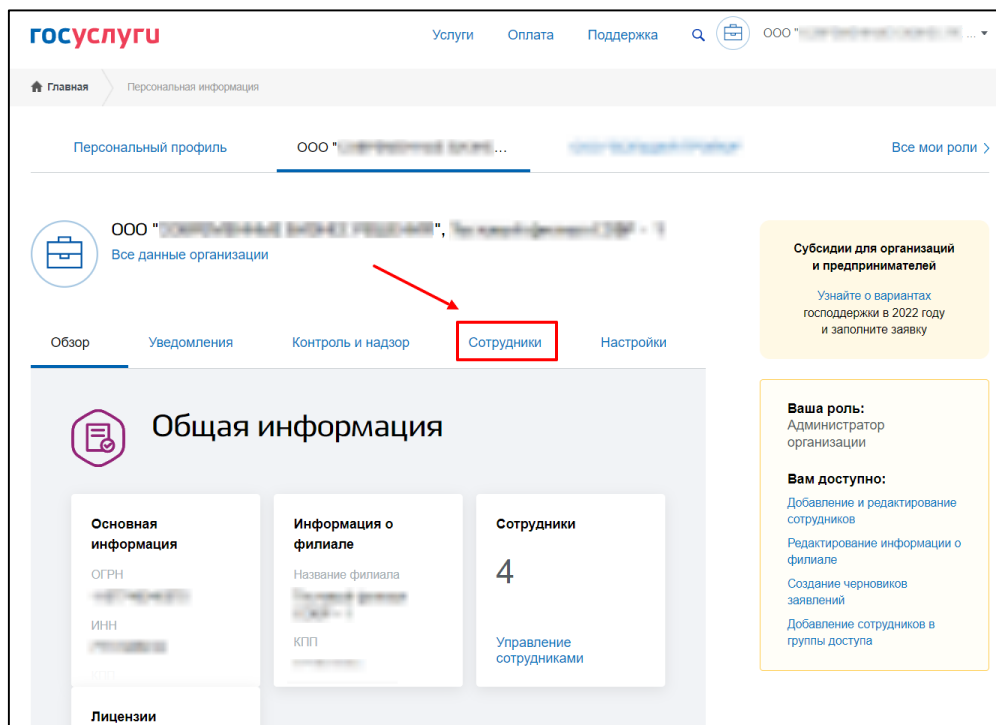 госуслуги
Услуги Оплата Поддержка ООО " ...
Главная Персональная информация
Персональный профиль ООО " ... Все мои роли
ООО " ",
Все данные организации
Обзор Уведомления Контроль и надзор Сотрудники Настройки
Общая информация
Основная информация
ОГРН
ИНН
Информация о филиале
Название филиала
КПП
Сотрудники
4
Управление
сотрудниками
Лицензии
Субсидии для организаций
и предпринимателей
Узнайте о вариантах
господдержки в 2022 году
и заполните заявку
Ваша роль:
Администратор
организации
Вам доступно:
Добавление и редактирование
сотрудников
Редактирование информации о
филиале
Создание черновиков
заявлений
Добавление сотрудников в
группы доступа